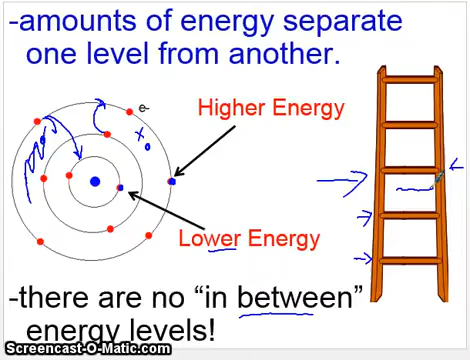 -amounts of energy separate
one level from another.
e-
Higher Energy
Lower Energy
-there are no “in between”
energy levels!
Screencast-O-Matic.com